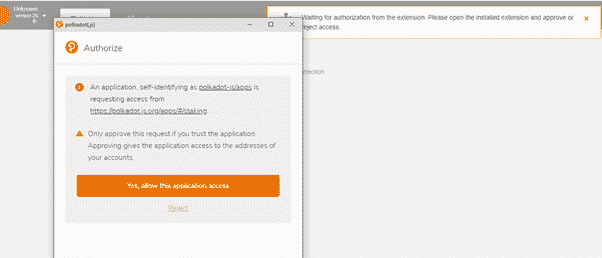 Unknown
version 26
Waiting for authorization from the extension. Please open the installed extension and approve or
reject access.
polkadot{.js}
Authorize
An application, self-identifying as polkadot-js/apps is
requesting access from
https://polkadot.js.org/apps/#/staking.
Only approve this request if you trust the application.
Approving gives the application access to the addresses
of your accounts.
Yes, allow this application access
Reject